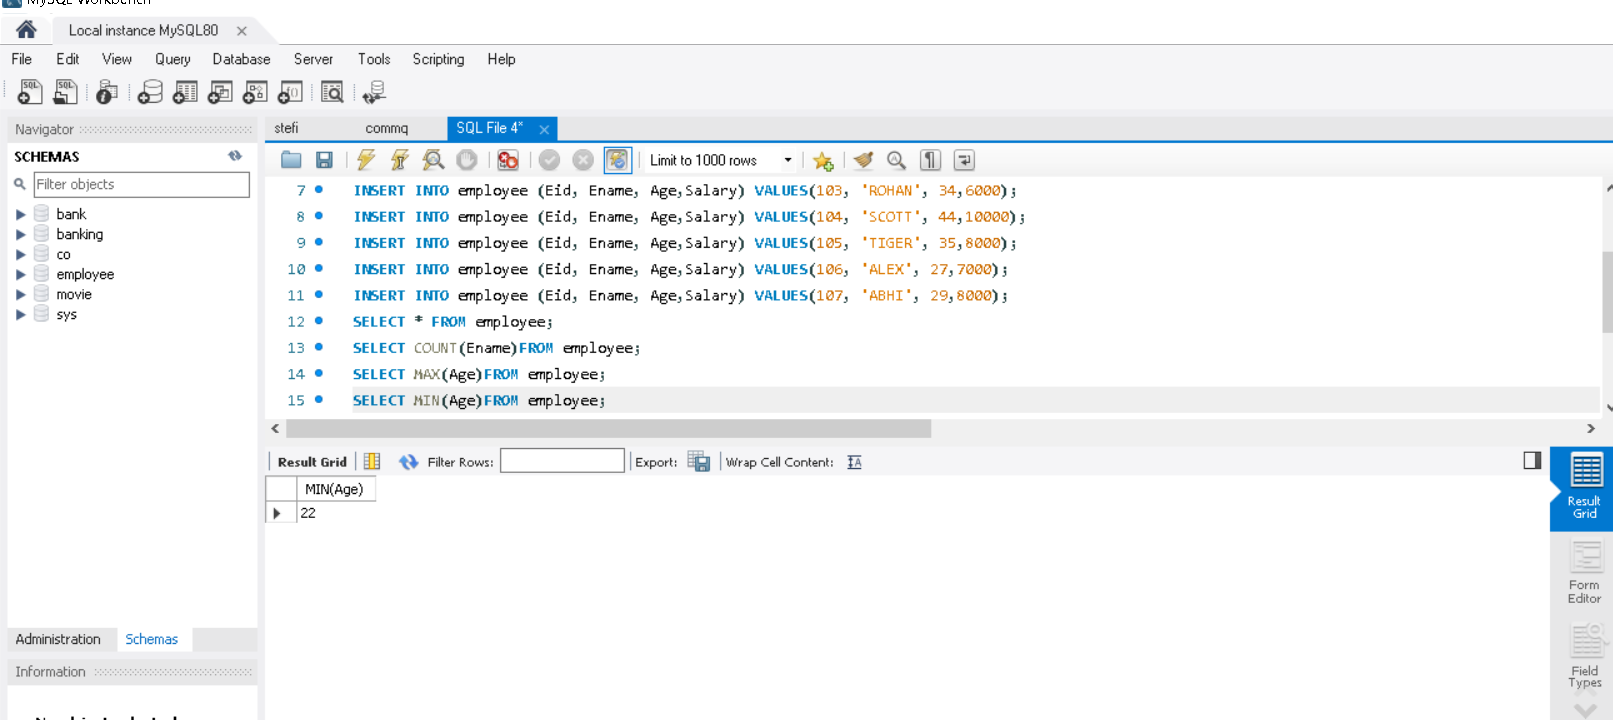 MySQL Workbench
Local instance MySQL80
File Edit View Query Database Server Tools Scripting Help
Navigator
SCHEMAS
Filter objects
bank
banking
co
employee
movie
sys
Administration Schemas
Information
stefi commq SQL File 4*
Limit to 1000 rows
7 INSERT INTO employee (Eid, Ename, Age,Salary) VALUES(103, 'ROHAN', 34,6000);
8 INSERT INTO employee (Eid, Ename, Age,Salary) VALUES(104, 'SCOTT', 44,10000);
9 INSERT INTO employee (Eid, Ename, Age,Salary) VALUES(105, 'TIGER', 35,8000);
10 INSERT INTO employee (Eid, Ename, Age,Salary) VALUES(106, 'ALEX', 27,7000);
11 INSERT INTO employee (Eid, Ename, Age,Salary) VALUES(107, 'ABHI', 29,8000);
12 SELECT * FROM employee;
13 SELECT COUNT(Ename)FROM employee;
14 SELECT MAX(Age)FROM employee;
15 SELECT MIN(Age)FROM employee;
Result Grid Filter Rows: Export: Wrap Cell Content:
MIN(Age)
22
Result
Grid
Form
Editor
Field
Types